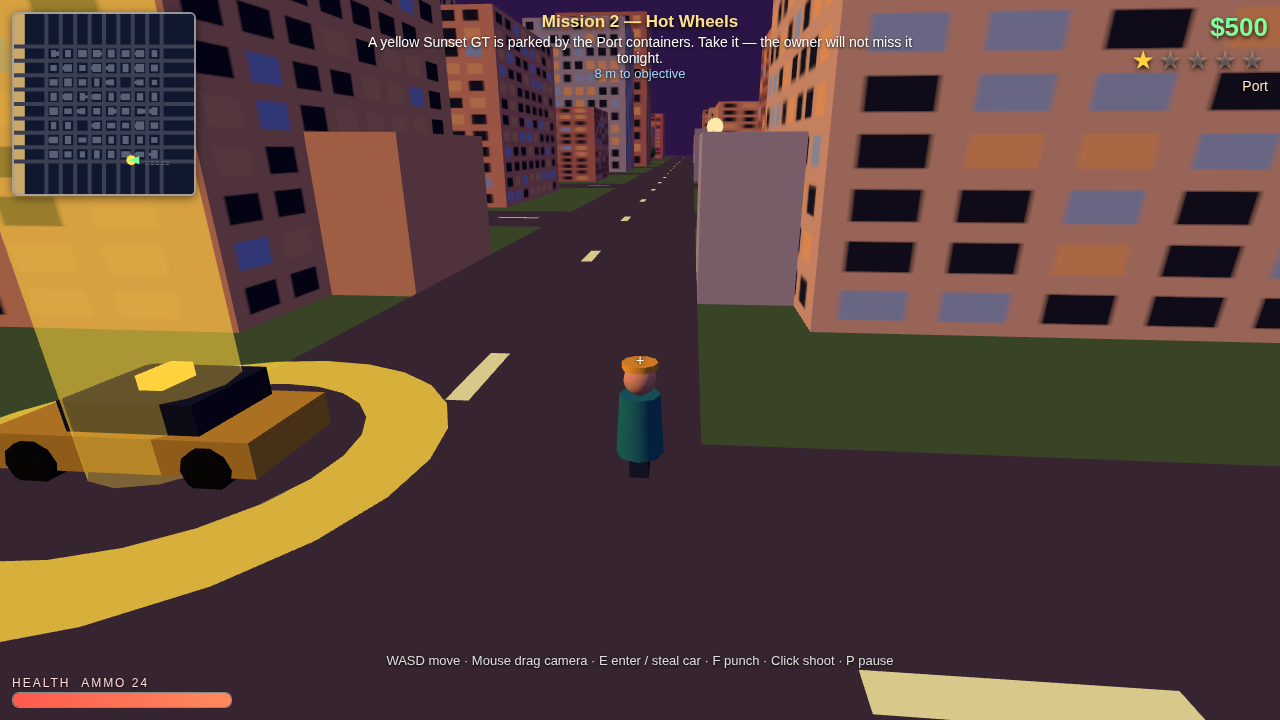 Mission 2 — Hot Wheels
A yellow Sunset GT is parked by the Port containers. Take it — the owner will not miss it
tonight.
8 m to objective
$500
Port
WASD move · Mouse drag camera · E enter / steal car · F punch · Click shoot · P pause
HEALTH AMMO 24